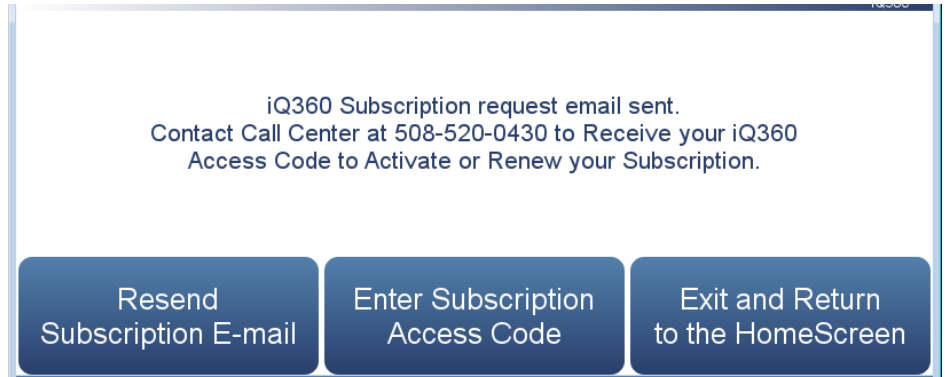 iQ360 Subscription request email sent.
Contact Call Center at 508-520-0430 to Receive your iQ360
Access Code to Activate or Renew your Subscription.
Resend
Subscription E-mail
Enter Subscription
Access Code
Exit and Return
to the HomeScreen